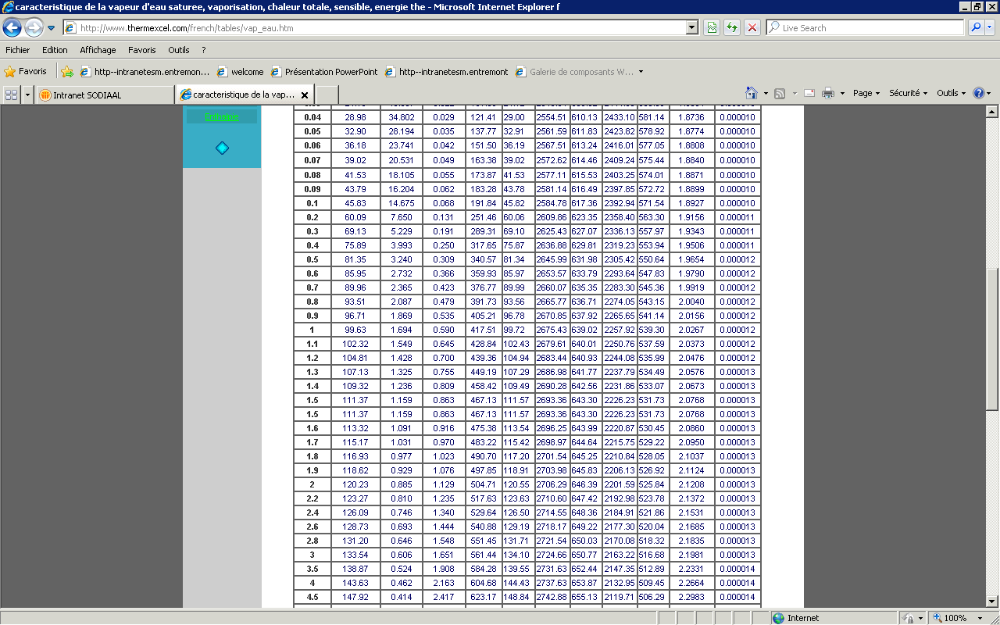 caracteristique de la vapeur d'eau saturee, vaporisation, chaleur totale, sensible, energie the - Microsoft Internet Explorer f
http://www.thermexcel.com/french/tables/vap_eau.htm
Live Search
Fichier Edition Affichage Favoris Outils ?
Favoris http--intranetesm.entremon... welcome Présentation PowerPoint http--intranetesm.entremont Galerie de composants W...
Intranet SODIAAL caracteristique de la vap... Page Sécurité Outils
Enthalpie
0.04 28.98 34.802 0.029 121.41 29.00 2554.51 610.13 2433.10 581.14 1.8736 0.000010
0.05 32.90 28.194 0.035 137.77 32.91 2561.59 611.83 2423.82 578.92 1.8774 0.000010
0.06 36.18 23.741 0.042 151.50 36.19 2567.51 613.24 2416.01 577.05 1.8808 0.000010
0.07 39.02 20.531 0.049 163.38 39.02 2572.62 614.46 2409.24 575.44 1.8840 0.000010
0.08 41.53 18.105 0.055 173.87 41.53 2577.11 615.53 2403.25 574.01 1.8871 0.000010
0.09 43.79 16.204 0.062 183.28 43.78 2581.14 616.49 2397.85 572.72 1.8899 0.000010
0.1 45.83 14.675 0.068 191.84 45.82 2584.78 617.36 2392.94 571.54 1.8927 0.000010
0.2 60.09 7.650 0.131 251.46 60.06 2609.86 623.35 2358.40 563.30 1.9156 0.000011
0.3 69.13 5.229 0.191 289.31 69.10 2625.43 627.07 2336.13 557.97 1.9343 0.000011
0.4 75.89 3.993 0.250 317.65 75.87 2636.88 629.81 2319.23 553.94 1.9506 0.000011
0.5 81.35 3.240 0.309 340.57 81.34 2645.99 631.98 2305.42 550.64 1.9654 0.000012
0.6 85.95 2.732 0.366 359.93 85.97 2653.57 633.79 2293.64 547.83 1.9790 0.000012
0.7 89.96 2.365 0.423 376.77 89.99 2660.07 635.35 2283.30 545.36 1.9919 0.000012
0.8 93.51 2.087 0.479 391.73 93.56 2665.77 636.71 2274.05 543.15 2.0040 0.000012
0.9 96.71 1.869 0.535 405.21 96.78 2670.85 637.92 2265.65 541.14 2.0156 0.000012
1 99.63 1.694 0.590 417.51 99.72 2675.43 639.02 2257.92 539.30 2.0267 0.000012
1.1 102.32 1.549 0.645 428.84 102.43 2679.61 640.01 2250.76 537.59 2.0373 0.000012
1.2 104.81 1.428 0.700 439.36 104.94 2683.44 640.93 2244.08 535.99 2.0476 0.000012
1.3 107.13 1.325 0.755 449.19 107.29 2686.98 641.77 2237.79 534.49 2.0576 0.000013
1.4 109.32 1.236 0.809 458.42 109.49 2690.28 642.56 2231.86 533.07 2.0673 0.000013
1.5 111.37 1.159 0.863 467.13 111.57 2693.36 643.30 2226.23 531.73 2.0768 0.000013
1.5 111.37 1.159 0.863 467.13 111.57 2693.36 643.30 2226.23 531.73 2.0768 0.000013
1.6 113.32 1.091 0.916 475.38 113.54 2696.25 643.99 2220.87 530.45 2.0860 0.000013
1.7 115.17 1.031 0.970 483.22 115.42 2698.97 644.64 2215.75 529.22 2.0950 0.000013
1.8 116.93 0.977 1.023 490.70 117.20 2701.54 645.25 2210.84 528.05 2.1037 0.000013
1.9 118.62 0.929 1.076 497.85 118.91 2703.98 645.83 2206.13 526.92 2.1124 0.000013
2 120.23 0.885 1.129 504.71 120.55 2706.29 646.39 2201.59 525.84 2.1208 0.000013
2.2 123.27 0.810 1.235 517.63 123.63 2710.60 647.42 2192.98 523.78 2.1372 0.000013
2.4 126.09 0.746 1.340 529.64 126.50 2714.55 648.36 2184.91 521.86 2.1531 0.000013
2.6 128.73 0.693 1.444 540.88 129.19 2718.17 649.22 2177.30 520.04 2.1685 0.000013
2.8 131.20 0.646 1.548 551.45 131.71 2721.54 650.03 2170.08 518.32 2.1835 0.000013
3 133.54 0.606 1.651 561.44 134.10 2724.66 650.77 2163.22 516.68 2.1981 0.000013
3.5 138.87 0.524 1.908 584.28 139.55 2731.63 652.44 2147.35 512.89 2.2331 0.000014
4 143.63 0.462 2.163 604.68 144.43 2737.63 653.87 2132.95 509.45 2.2664 0.000014
4.5 147.92 0.414 2.417 623.17 148.84 2742.88 655.13 2119.71 506.29 2.2983 0.000014
Internet 100%